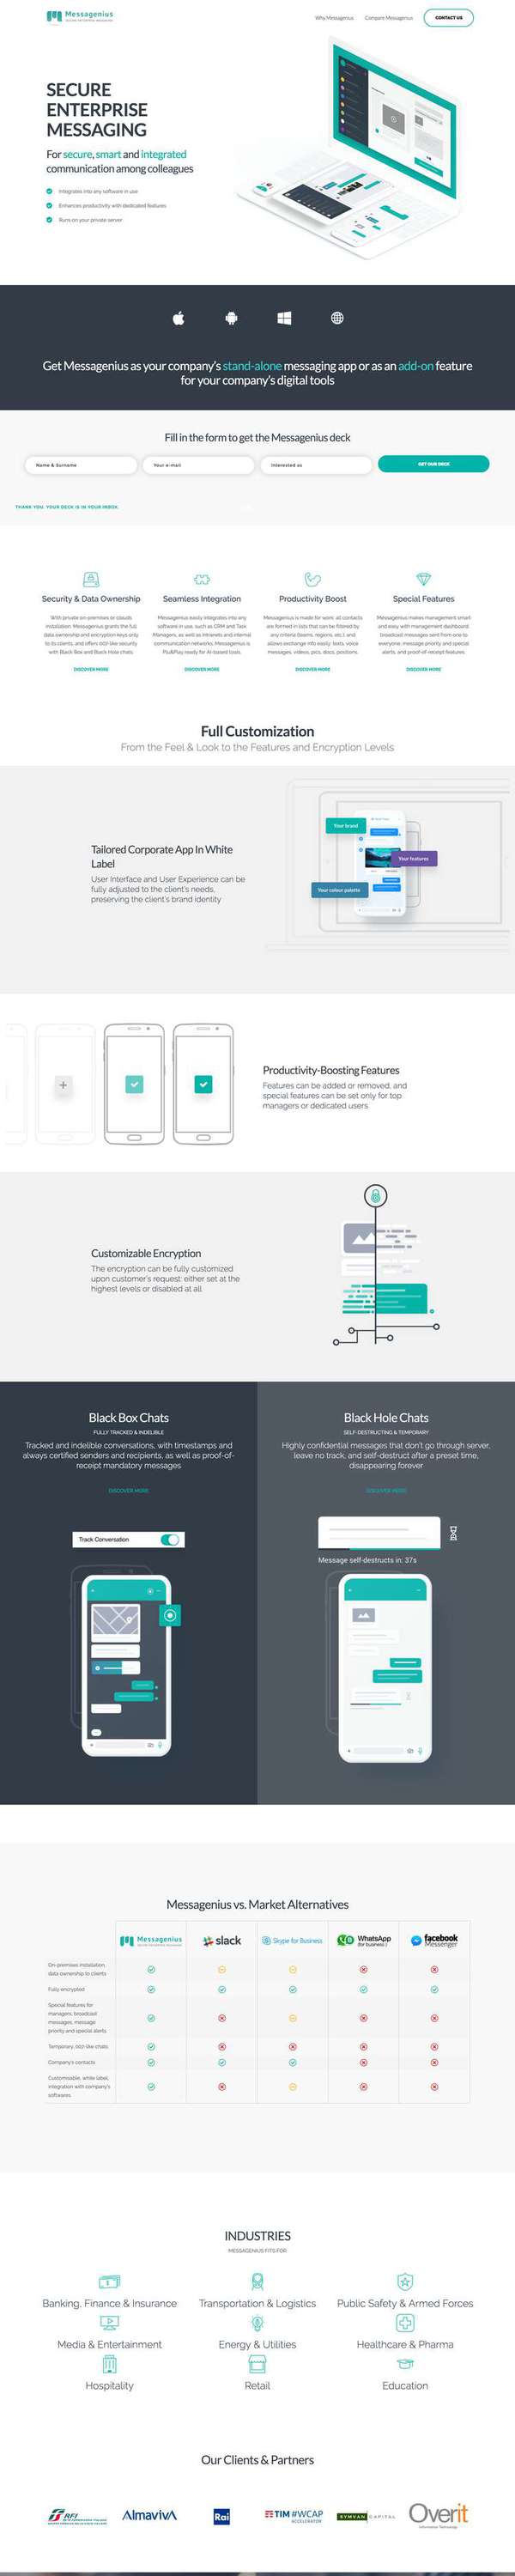 Messagenius
Why Messagenius
Compare Messagenius
CONTACT US
SECURE
ENTERPRISE
MESSAGING
For secure, smart and integrated
communication among colleagues
Integrates into any software in use
Enhances productivity with dedicated features
Runs on your private server
Get Messagenius as your company's stand-alone messaging app or as an add-on feature
for your company's digital tools
Fill in the form to get the Messagenius deck
Name & Surname
Your e-mail
Interested as
GET OUR DECK
THANK YOU. YOUR DECK IS IN YOUR INBOX.
Security & Data Ownership
With private on-premises or clouds
installation, Messagenius grants the full
data ownership and encryption keys only
to its clients, and offers 007-like security
with Black Box and Black Hole chats.
DISCOVER MORE
Seamless Integration
Messagenius easily integrates into any
software in use, such as CRM and Task
Managers, as well as intranets and internal
communication networks. Messagenius is
Plug&Play ready for AI-based tools.
DISCOVER MORE
Productivity Boost
Messagenius is made for work: all contacts
are formed in lists that can be filtered by
any criteria (teams, regions, etc.), and
allows exchange info easily: texts, voice
messages, videos, pics, docs, positions.
DISCOVER MORE
Special Features
Messagenius makes management smart
and easy with management dashboard,
broadcast messages sent from one to
everyone, message priority and special
alerts, and proof-of-receipt features.
DISCOVER MORE
Full Customization
From the Feel & Look to the Features and Encryption Levels
Tailored Corporate App In White
Label
User Interface and User Experience can be
fully adjusted to the client's needs,
preserving the client's brand identity
Your brand
Your features
Your colour palette
Productivity-Boosting Features
Features can be added or removed, and
special features can be set only for top
managers or dedicated users
Customizable Encryption
The encryption can be fully customized
upon customer's request: either set at the
highest levels or disabled at all
Black Box Chats
FULLY TRACKED & INDELIBLE
Tracked and indelible conversations, with timestamps and
always certified senders and recipients, as well as proof-of-
receipt mandatory messages
DISCOVER MORE
Track Conversation
Black Hole Chats
SELF-DESTRUCTING & TEMPORARY
Highly confidential messages that don't go through server,
leave no track, and self-destruct after a preset time,
disappearing forever
DISCOVER MORE
Message self-destructs in: 37s
Messagenius vs. Market Alternatives
Messagenius
slack
Skype for Business
WhatsApp
(for business)
facebook
Messenger
On-premises installation,
data ownership to clients
Fully encrypted
Special features for
managers: broadcast
messages, message
priority and special alerts
Temporary, 007-like chats
Company's contacts
Customisable, white label,
integration with company's
softwares
INDUSTRIES
MESSAGENIUS FITS FOR
Banking, Finance & Insurance
Transportation & Logistics
Public Safety & Armed Forces
Media & Entertainment
Energy & Utilities
Healthcare & Pharma
Hospitality
Retail
Education
Our Clients & Partners
RFI
AlmavivA
Rai
TIM #WCAP
ACCELERATOR
SYMVAN CAPITAL
Overit
Information Technology